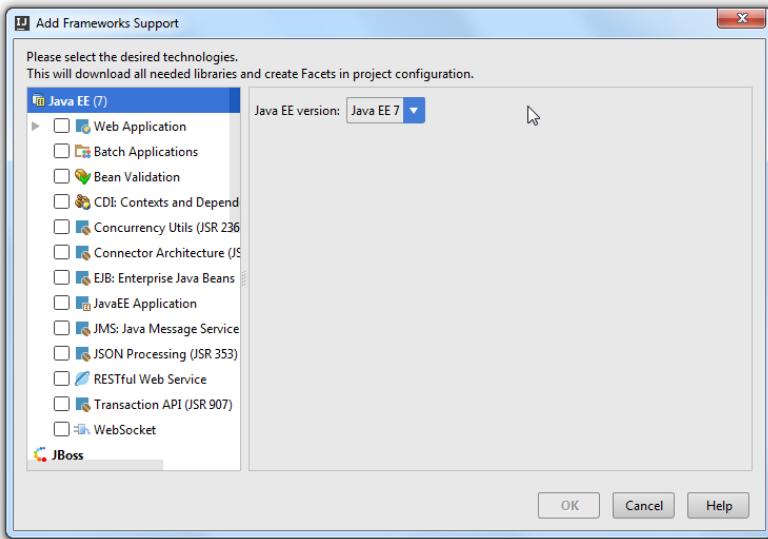 Add Frameworks Support
Please select the desired technologies.
This will download all needed libraries and create Facets in project configuration.
Java EE (7)
Java EE version: Java EE 7
Web Application
Batch Applications
Bean Validation
CDI: Contexts and Depend
Concurrency Utils (JSR 236
Connector Architecture (JS
EJB: Enterprise Java Beans
JavaEE Application
JMS: Java Message Service
JSON Processing (JSR 353)
RESTful Web Service
Transaction API (JSR 907)
WebSocket
JBoss
OK Cancel Help